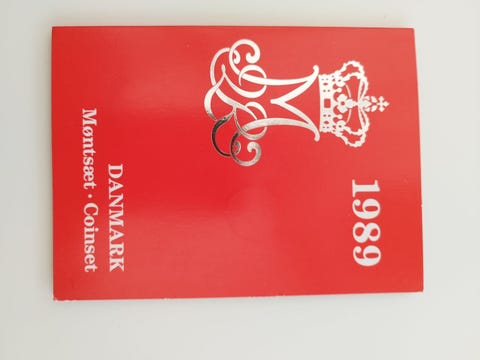 1989
DANMARK
Møntsæt · Coinset